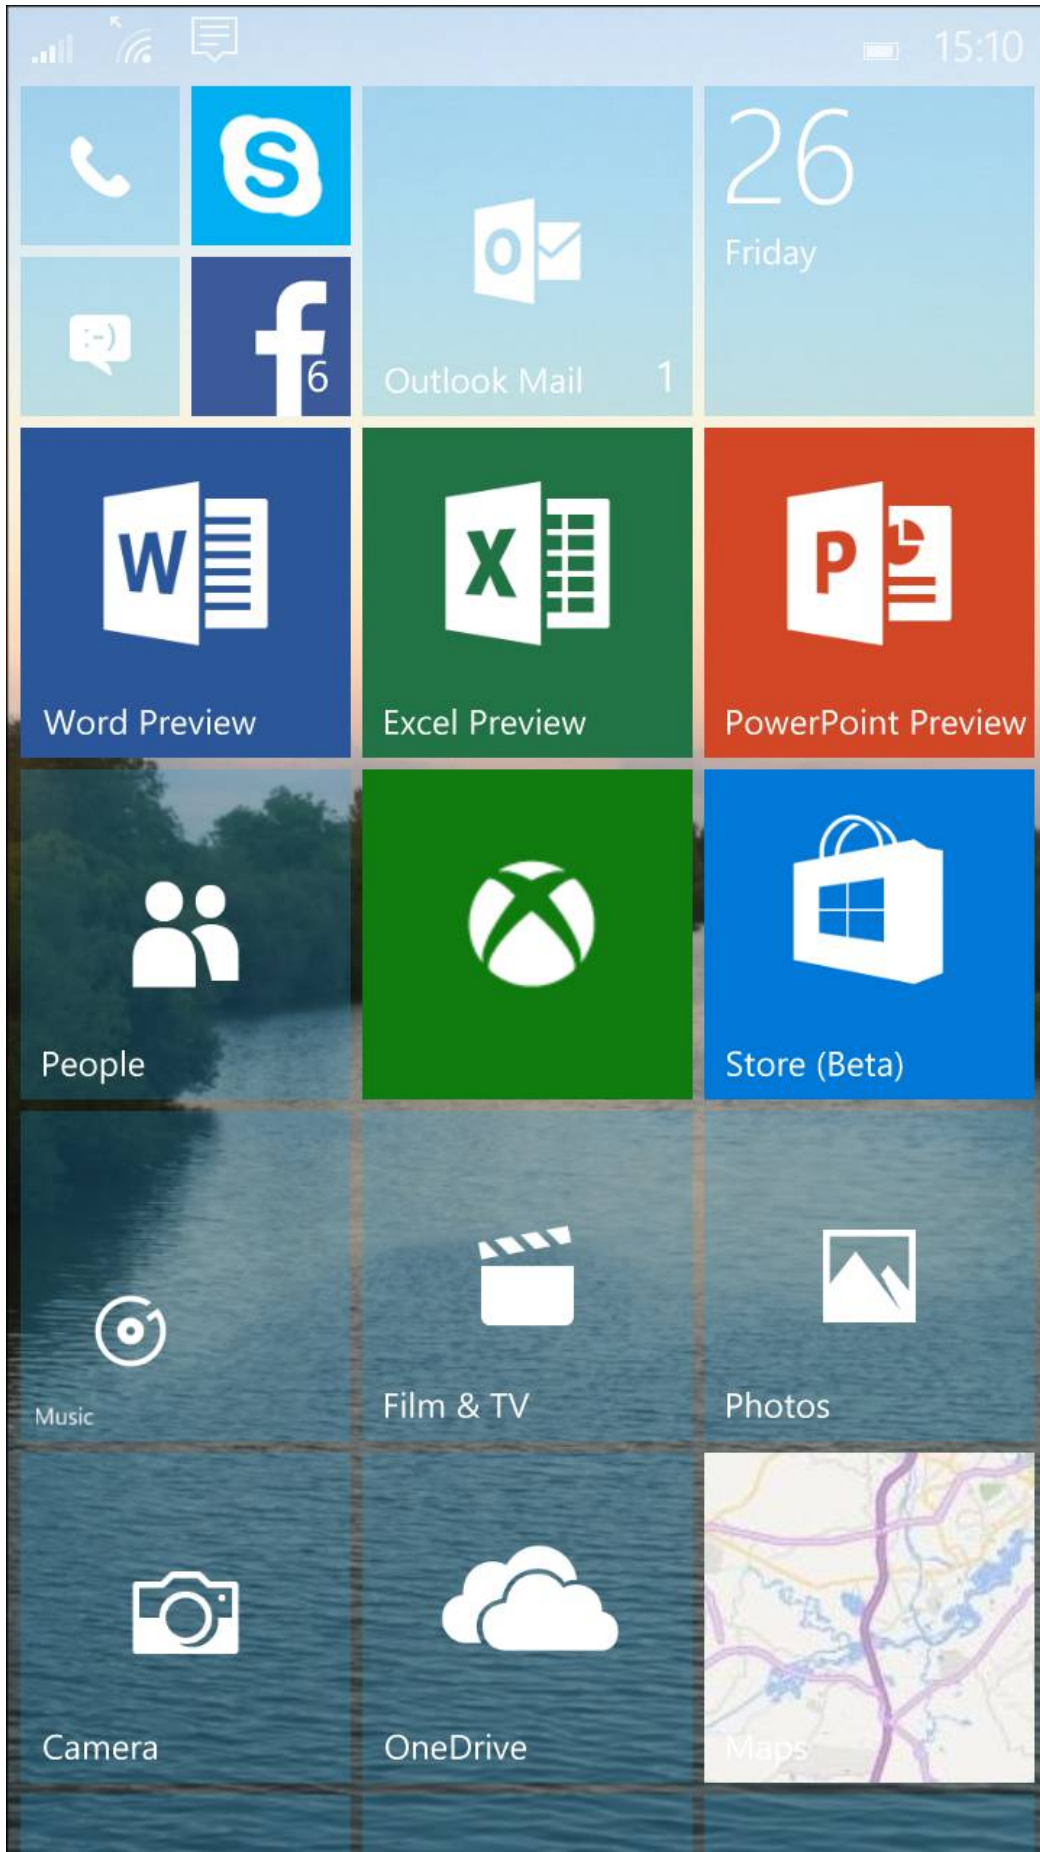 15:10
S
:-)
f
6
O
Outlook Mail
1
26
Friday
W
Word Preview
X
Excel Preview
P
PowerPoint Preview
People
Store (Beta)
Music
Film & TV
Photos
Camera
OneDrive
Maps